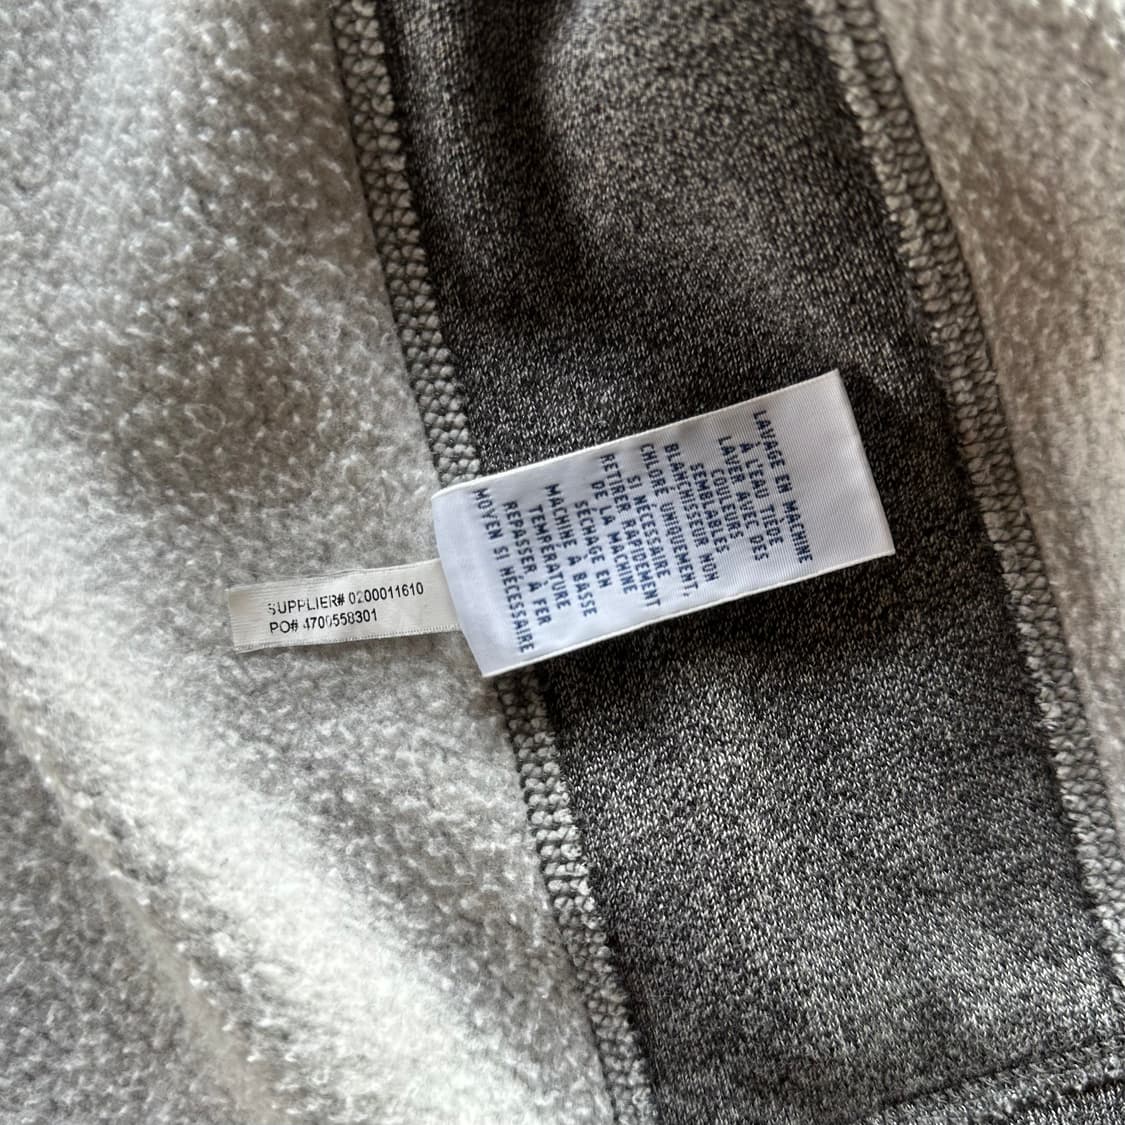 SUPPLIER# 0200011610
PO# 4700558301
LAVAGE EN MACHINE
À L'EAU TIÈDE
LAVER AVEC DES
COULEURS
SEMBLABLES
BLANCHISSEUR NON
CHLORE UNIQUEMENT,
SI NÉCESSAIRE
RETIRER RAPIDEMENT
DE LA MACHINE
SÉCHAGE EN
MACHINE À BASSE
TEMPÉRATURE
REPASSER À FER
MOYEN SI NÉCESSAIRE